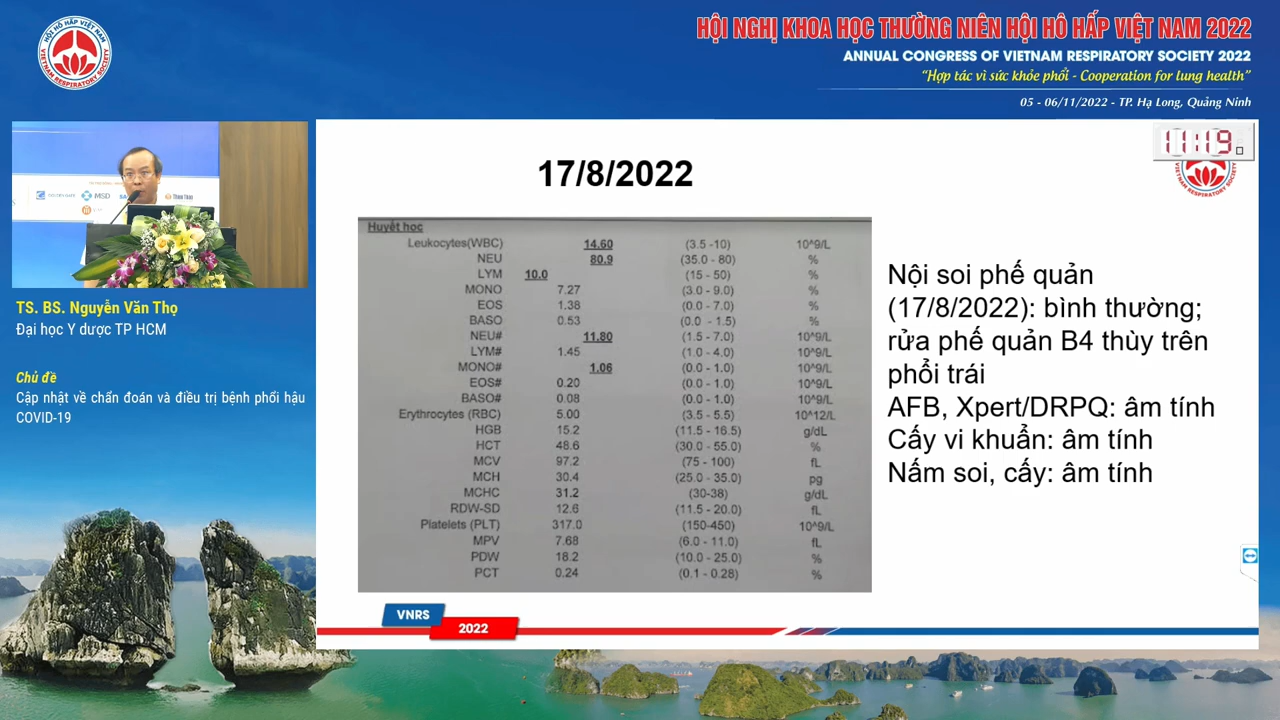 HỘI HÔ HẤP VIỆT NAM
VIETNAM RESPIRATORY SOCIETY
HỘI NGHỊ KHOA HỌC THƯỜNG NIÊN HỘI HÔ HẤP VIỆT NAM 2022
ANNUAL CONGRESS OF VIETNAM RESPIRATORY SOCIETY 2022
“Hợp tác vì sức khỏe phổi - Cooperation for lung health”
05 - 06/11/2022 - TP. Hạ Long, Quảng Ninh
MSD
TS. BS. Nguyễn Văn Thọ
Đại học Y dược TP HCM
Chủ đề
Cập nhật về chẩn đoán và điều trị bệnh phổi hậu
COVID-19
11:19
VIETNAM RESPIRATORY SOCIETY
17/8/2022
Huyết học
Leukocytes(WBC) 14.60 (3.5 -10) 10^9/L
NEU 80.9 (35.0 - 80) %
LYM 10.0 (15 - 50) %
MONO 7.27 (3.0 - 9.0) %
EOS 1.38 (0.0 - 7.0) %
BASO 0.53 (0.0 - 1.5) %
NEU# 11.80 (1.5 - 7.0) 10^9/L
LYM# 1.45 (1.0 - 4.0) 10^9/L
MONO# 1.06 (0.0 - 1.0) 10^9/L
EOS# 0.20 (0.0 - 1.0) 10^9/L
BASO# 0.08 (0.0 - 1.0) 10^9/L
Erythrocytes (RBC) 5.00 (3.5 - 5.5) 10^12/L
HGB 15.2 (11.5 - 16.5) g/dL
HCT 48.6 (30.0 - 55.0) %
MCV 97.2 (75 - 100) fL
MCH 30.4 (25.0 - 35.0) pg
MCHC 31.2 (30-38) g/dL
RDW-SD 12.6 (11.5 - 20.0) fL
Platelets (PLT) 317.0 (150-450) 10^9/L
MPV 7.68 (6.0 - 11.0) fL
PDW 18.2 (10.0 - 25.0) %
PCT 0.24 (0.1 - 0.28) %
Nội soi phế quản
(17/8/2022): bình thường;
rửa phế quản B4 thùy trên
phổi trái
AFB, Xpert/DRPQ: âm tính
Cấy vi khuẩn: âm tính
Nấm soi, cấy: âm tính
VNRS
2022